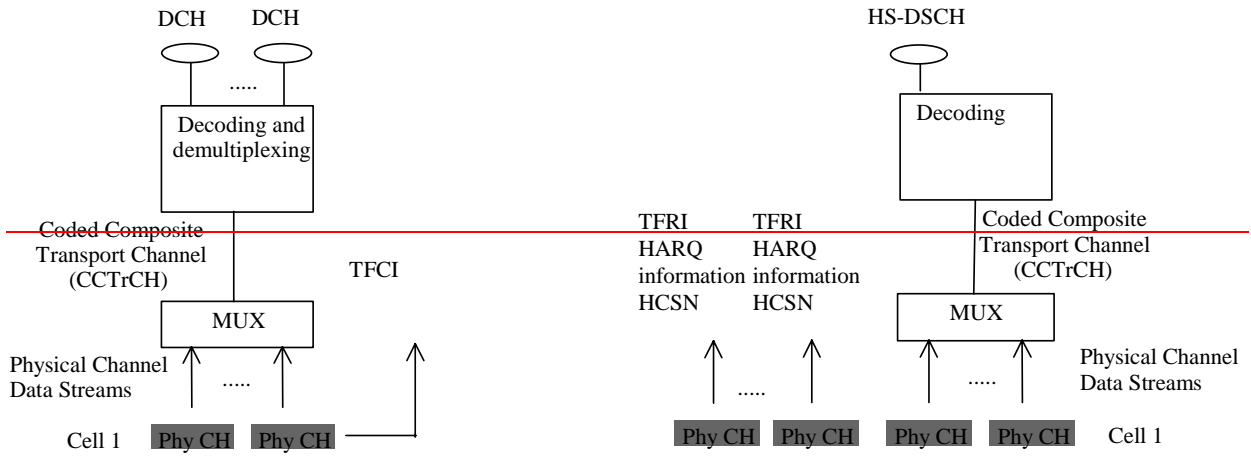 DCH DCH
.....
Decoding and
demultiplexing
Coded Composite
Transport Channel
(CCTrCH)
TFCI
MUX
Physical Channel
Data Streams
.....
Cell 1 Phy CH Phy CH
HS-DSCH
Decoding
TFRI
HARQ
information
HCSN
TFRI
HARQ
information
HCSN
Coded Composite
Transport Channel
(CCTrCH)
MUX
Physical Channel
Data Streams
..... .....
Phy CH Phy CH Phy CH Phy CH Cell 1